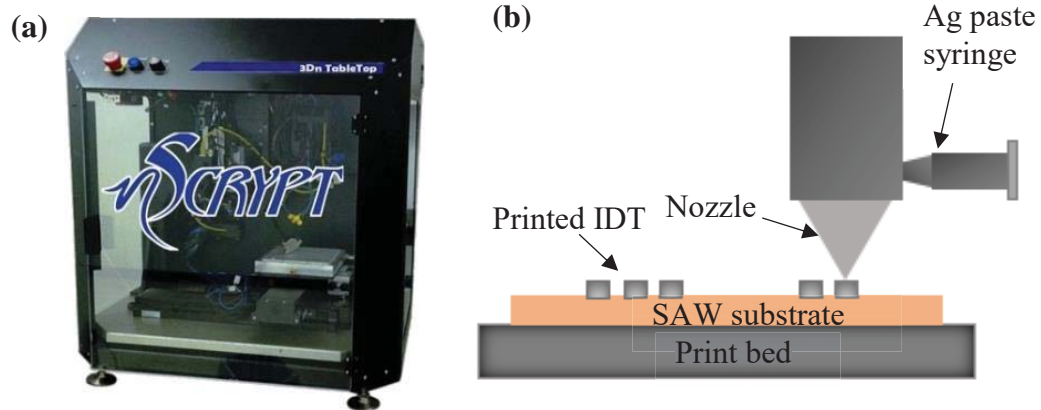 (a)
3Dn TableTop
nSCRYPT
(b)
Ag paste
syringe
Printed IDT
Nozzle
SAW substrate
Print bed